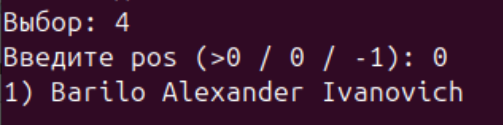 Выбор: 4
Введите pos (>0 / 0 / -1): 0
1) Barilo Alexander Ivanovich